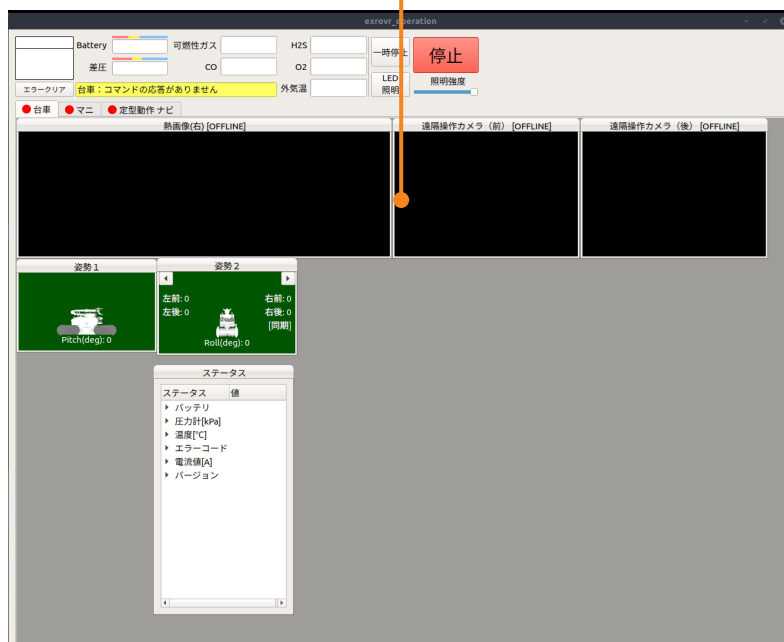 exrovr_operation
Battery
可燃性ガス
H2S
一時停止
停止
差圧
CO
O2
LED
照明
照明強度
エラークリア
台車：コマンドの応答がありません
外気温
台車
マニ
定型動作 ナビ
熱画像(右) [OFFLINE]
遠隔操作カメラ（前） [OFFLINE]
遠隔操作カメラ（後） [OFFLINE]
姿勢１
姿勢２
左前: 0
右前: 0
左後: 0
右後: 0
[同期]
Pitch(deg): 0
Roll(deg): 0
ステータス
ステータス 値
バッテリ
圧力計[kPa]
温度[℃]
エラーコード
電流値[A]
バージョン